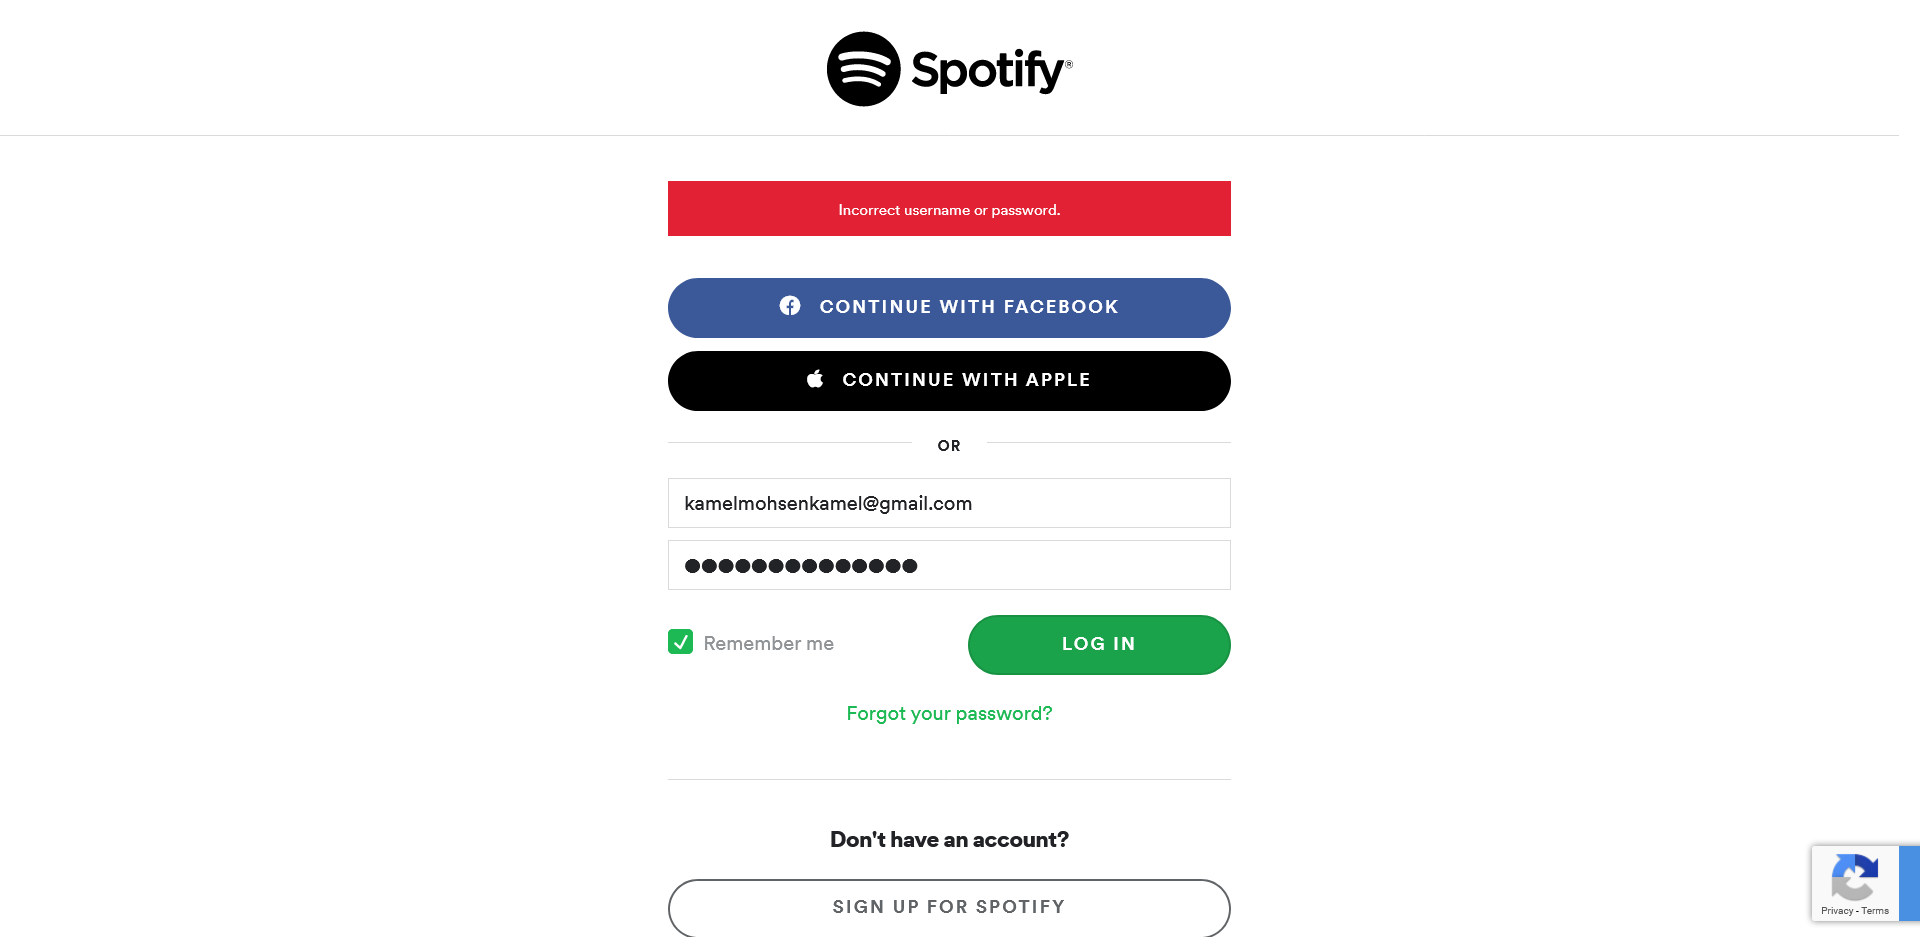 Spotify®
Incorrect username or password.
CONTINUE WITH FACEBOOK
CONTINUE WITH APPLE
OR
kamelmohsenkamel@gmail.com
●●●●●●●●●●●●●●
Remember me
LOG IN
Forgot your password?
Don't have an account?
SIGN UP FOR SPOTIFY
Privacy - Terms